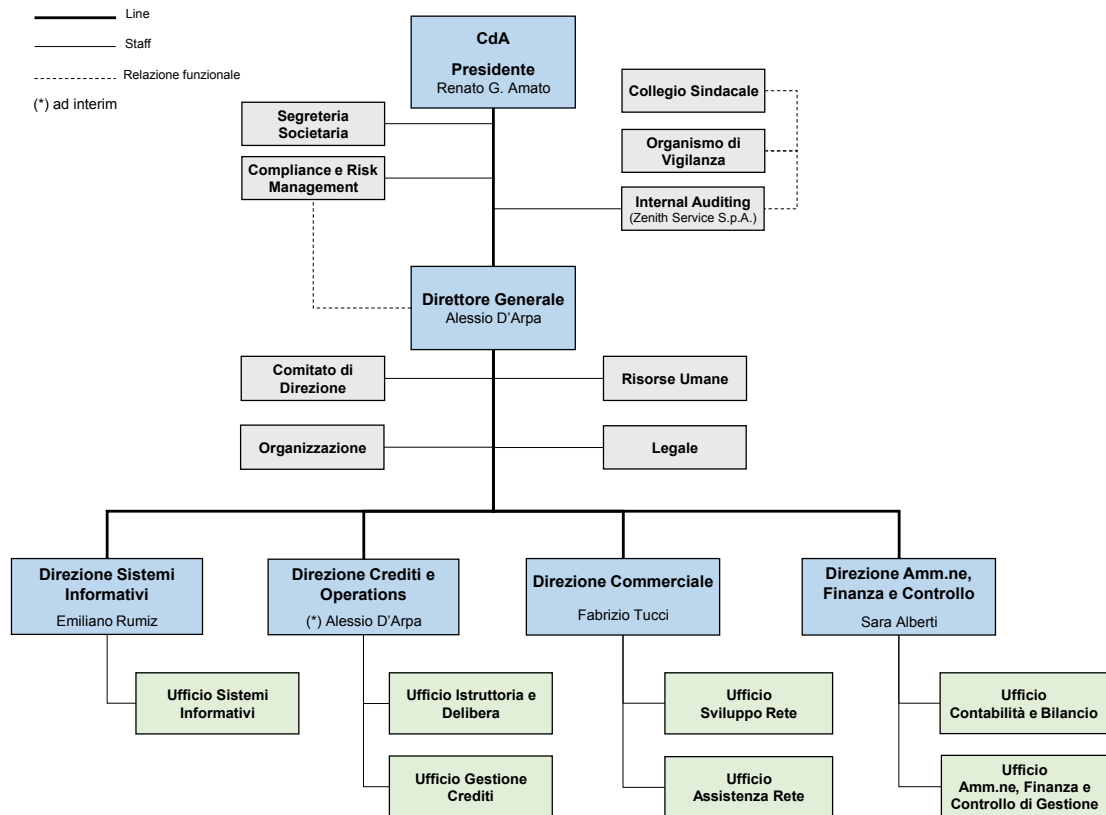 Line
Staff
Relazione funzionale
(*) ad interim
CdA
Presidente
Renato G. Amato
Segreteria
Societaria
Compliance e Risk
Management
Collegio Sindacale
Organismo di
Vigilanza
Internal Auditing
(Zenith Service S.p.A.)
Direttore Generale
Alessio D'Arpa
Comitato di
Direzione
Risorse Umane
Organizzazione
Legale
Direzione Sistemi
Informativi
Emiliano Rumiz
Direzione Crediti e
Operations
(*) Alessio D'Arpa
Direzione Commerciale
Fabrizio Tucci
Direzione Amm.ne,
Finanza e Controllo
Sara Alberti
Ufficio Sistemi
Informativi
Ufficio Istruttoria e
Delibera
Ufficio
Sviluppo Rete
Ufficio
Contabilità e Bilancio
Ufficio Gestione
Crediti
Ufficio
Assistenza Rete
Ufficio
Amm.ne, Finanza e
Controllo di Gestione